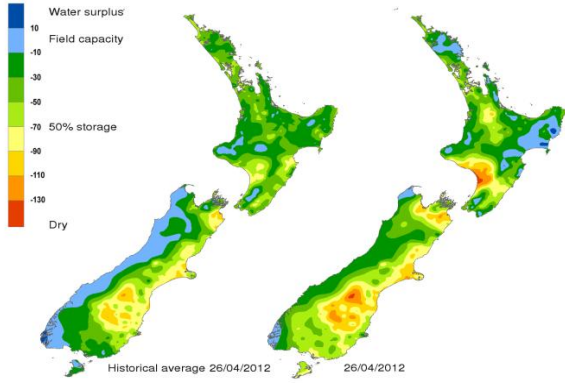 Water surplus
10
Field capacity
-10
-30
-50
50% storage
-70
-90
-110
-130
Dry
Historical average 26/04/2012
26/04/2012